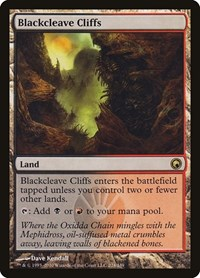 Blackcleave Cliffs
Land
Blackcleave Cliffs enters the battlefield
tapped unless you control two or fewer
other lands.
: Add or to your mana pool.
Where the Oxidda Chain mingles with the
Mephidross, oil-suffused metal crumbles
away, leaving walls of blackened bones.
Dave Kendall